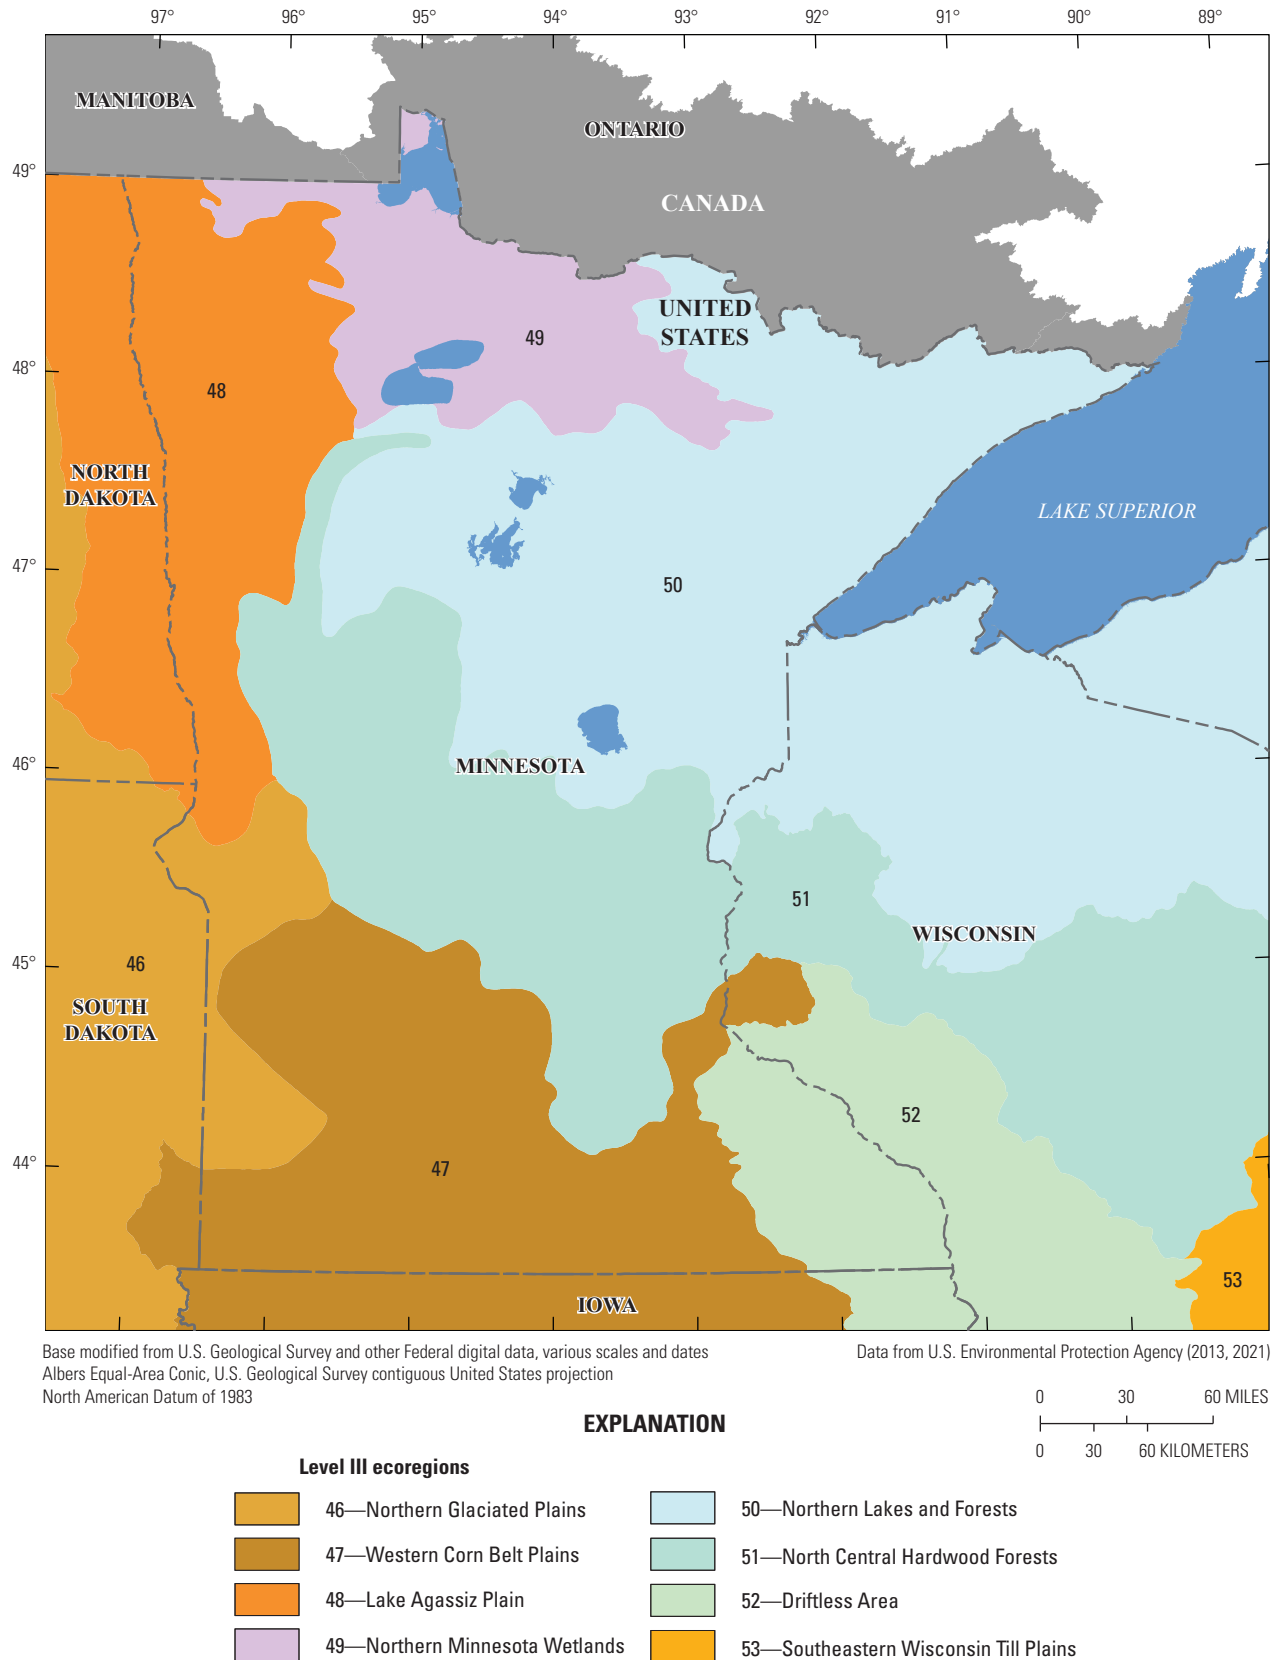 97° 96° 95° 94° 93° 92° 91° 90° 89°
MANITOBA
ONTARIO
49°
CANADA
UNITED
STATES
49
48°
48
NORTH
DAKOTA
LAKE SUPERIOR
47°
50
46°
MINNESOTA
51
WISCONSIN
46
45°
SOUTH
DAKOTA
52
44°
47
53
IOWA
Base modified from U.S. Geological Survey and other Federal digital data, various scales and dates
Albers Equal-Area Conic, U.S. Geological Survey contiguous United States projection
North American Datum of 1983
Data from U.S. Environmental Protection Agency (2013, 2021)
0 30 60 MILES
0 30 60 KILOMETERS
EXPLANATION
Level III ecoregions
46—Northern Glaciated Plains
47—Western Corn Belt Plains
48—Lake Agassiz Plain
49—Northern Minnesota Wetlands
50—Northern Lakes and Forests
51—North Central Hardwood Forests
52—Driftless Area
53—Southeastern Wisconsin Till Plains